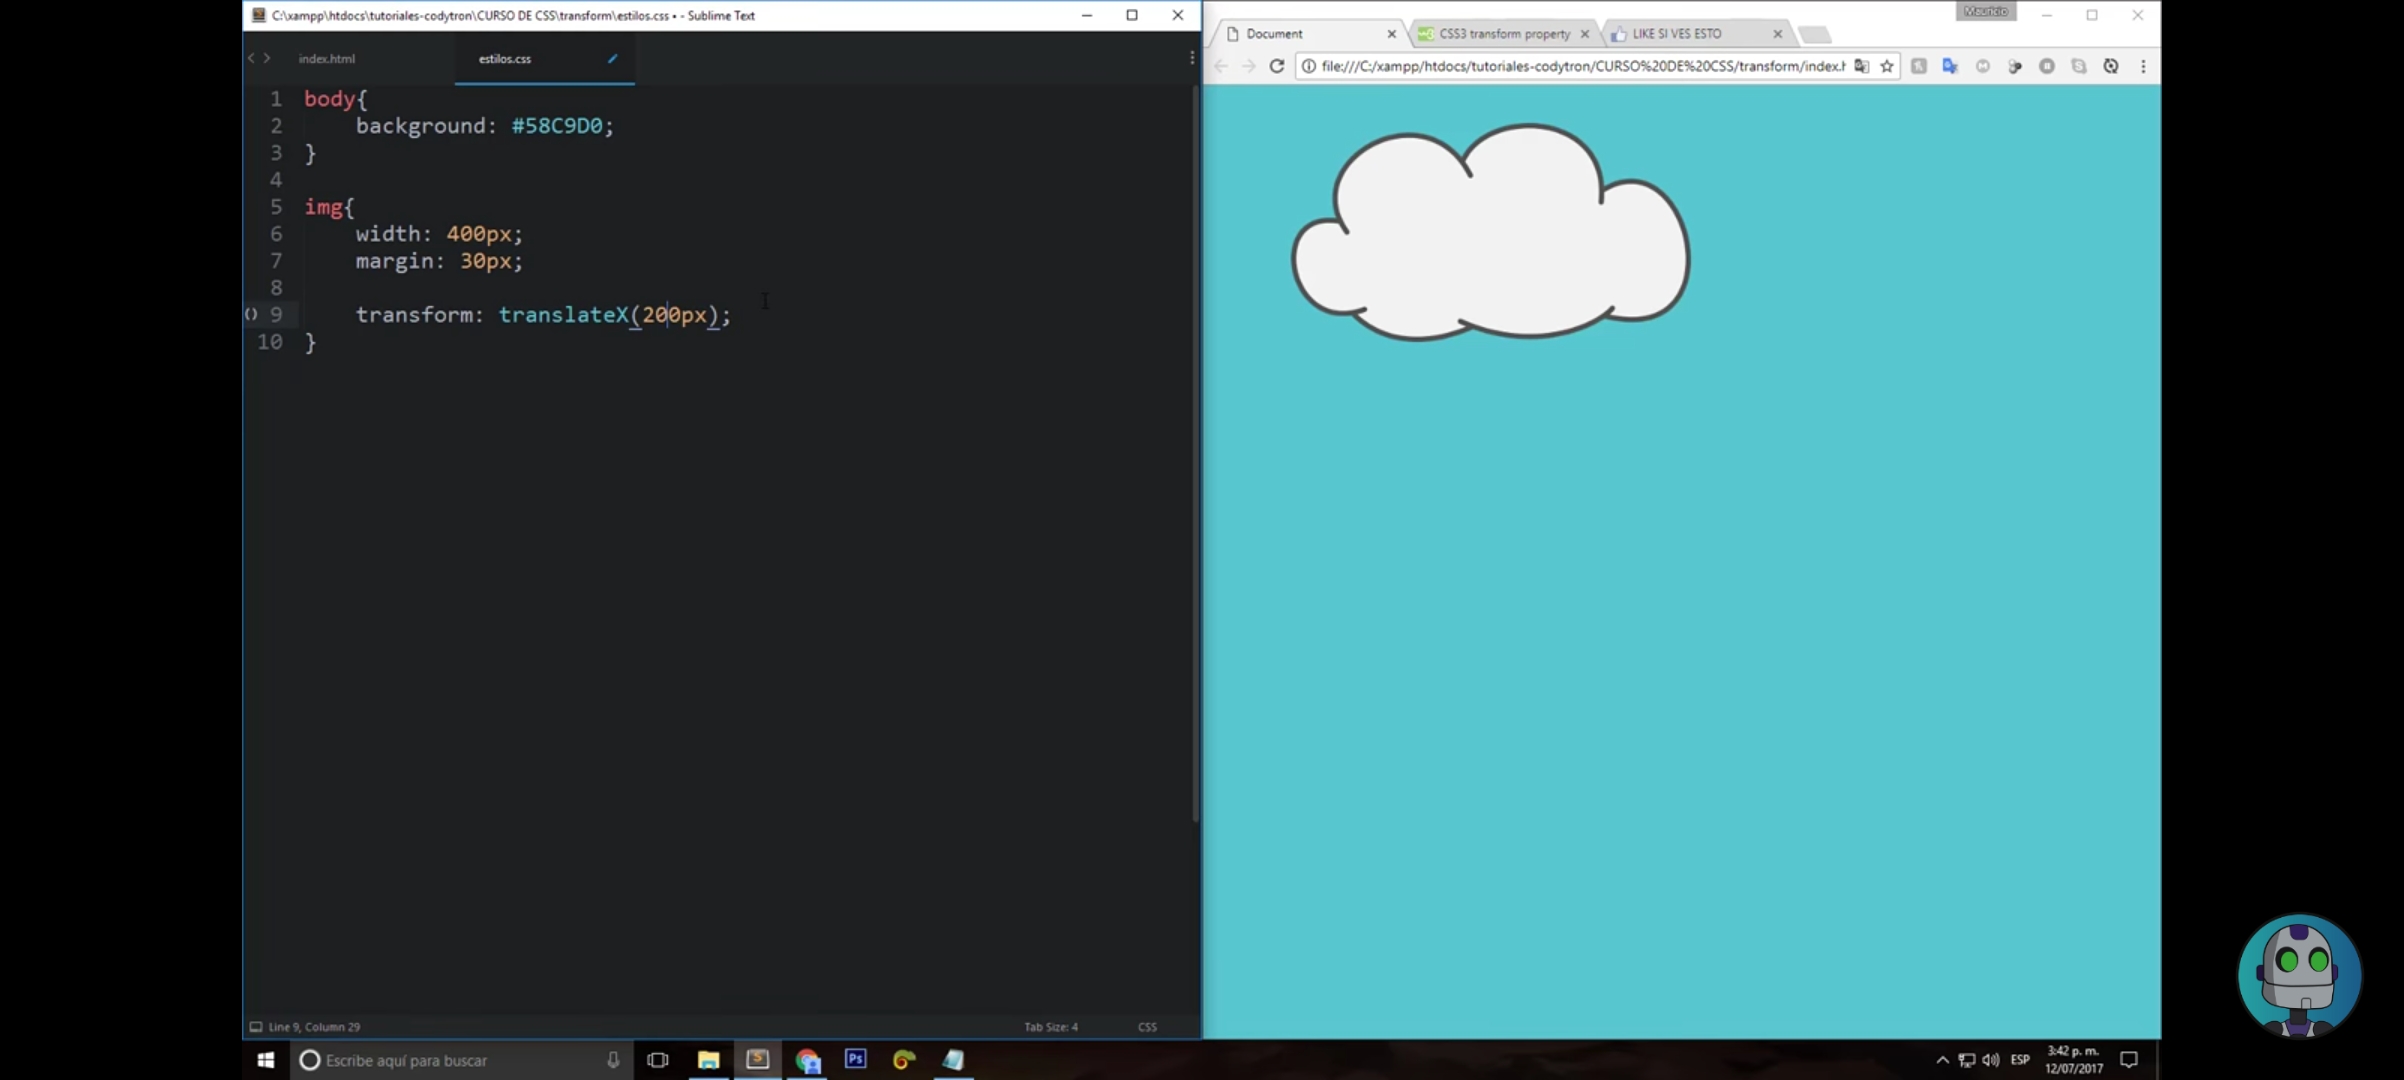 C:\xampp\htdocs\tutoriales-codytron\CURSO DE CSS\transform\estilos.css • - Sublime Text
index.html
estilos.css
1 body{
2 background: #58C9D0;
3 }
4
5 img{
6 width: 400px;
7 margin: 30px;
8
9 transform: translateX(200px);
10 }
Line 9, Column 29
Tab Size: 4
CSS
Mauricio
Document
CSS3 transform property
LIKE SI VES ESTO
file:///C:/xampp/htdocs/tutoriales-codytron/CURSO%20DE%20CSS/transform/index.h
Escribe aquí para buscar
Ps
ESP
3:42 p. m.
12/07/2017